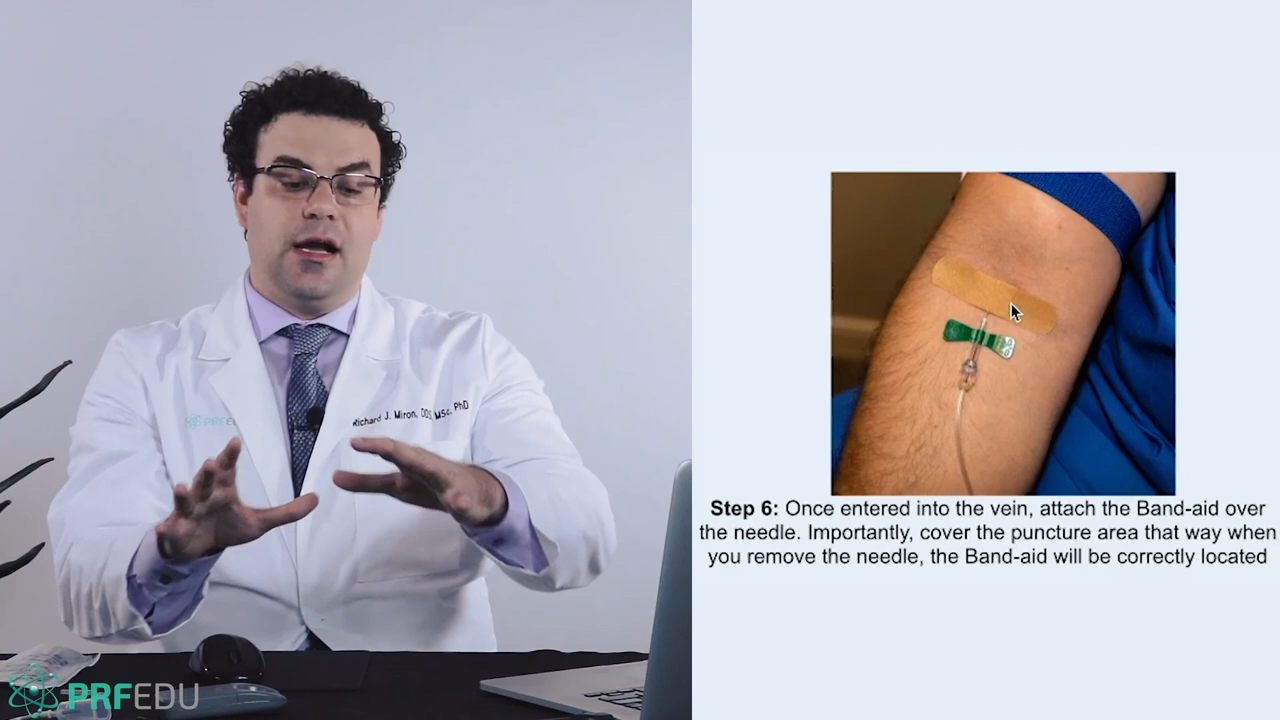 PRFE
Richard J. Miron, DDS, MSc, PhD
Step 6: Once entered into the vein, attach the Band-aid over
the needle. Importantly, cover the puncture area that way when
you remove the needle, the Band-aid will be correctly located
PRFEDU